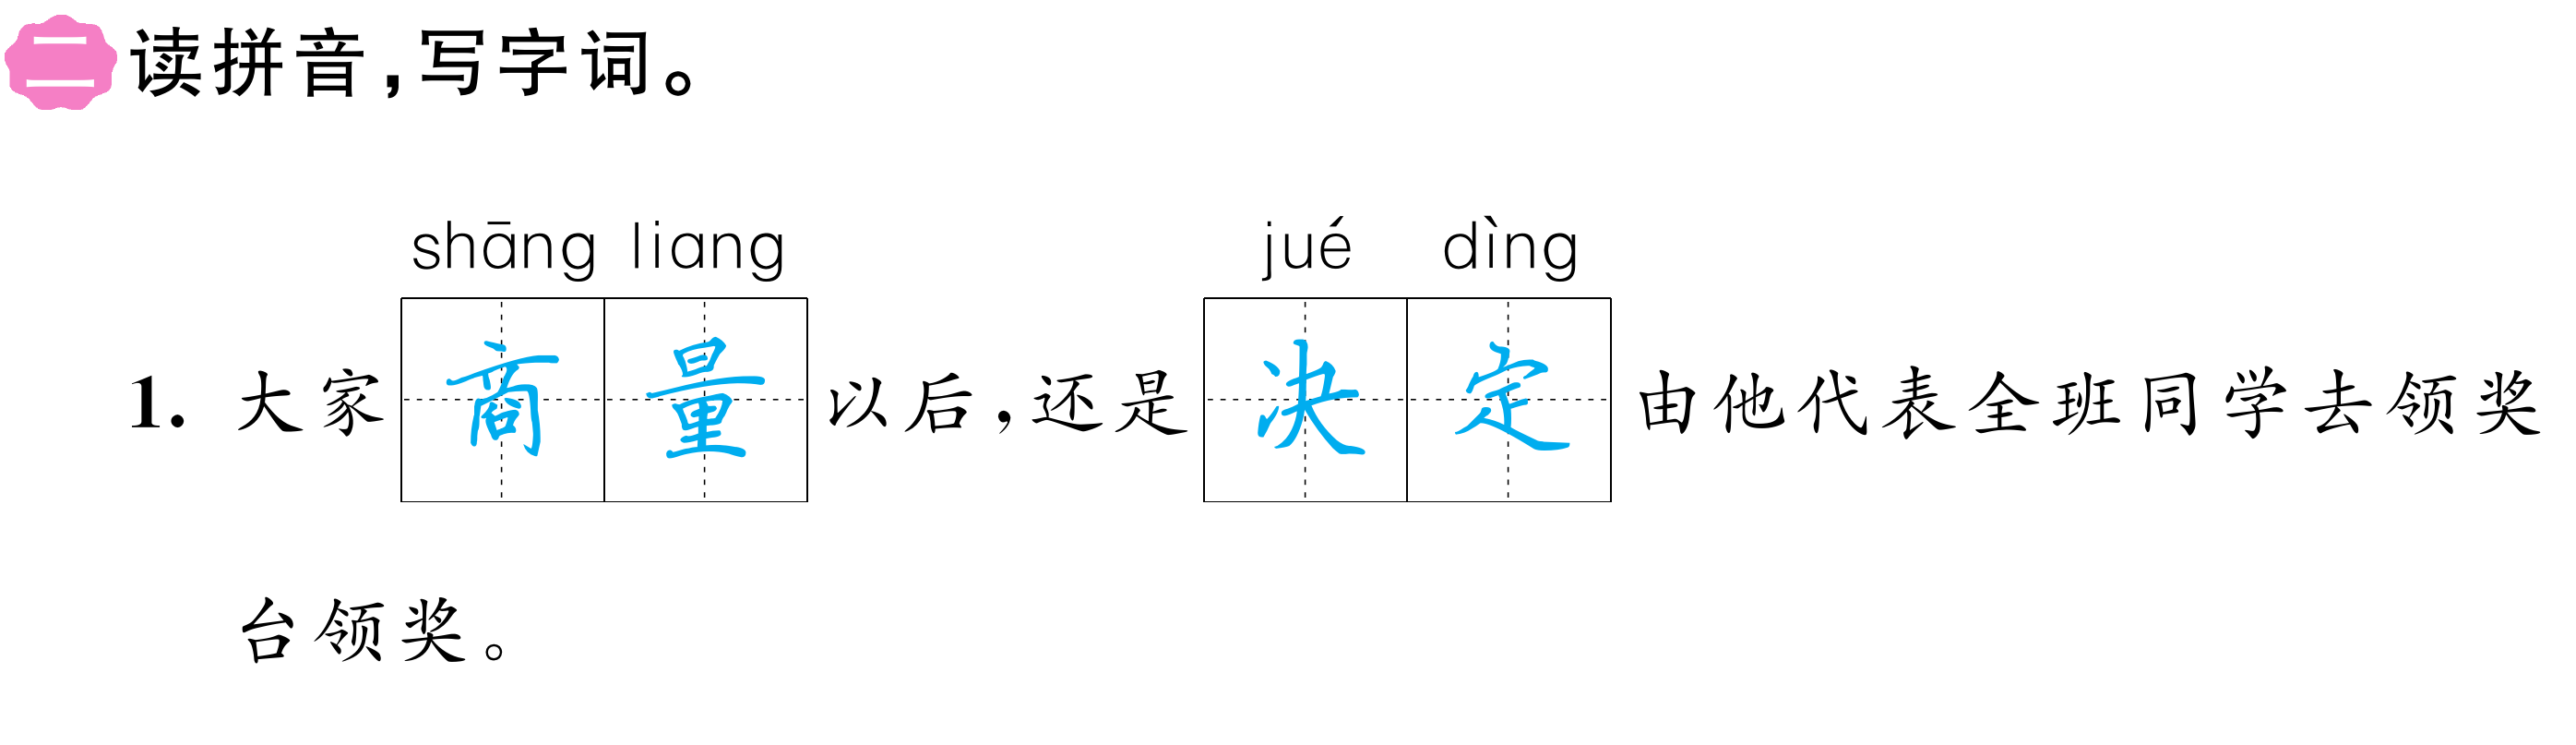 二 读拼音,写字词。
shāng liang jué dìng
1. 大家商量以后,还是决定由他代表全班同学去领奖
台领奖。